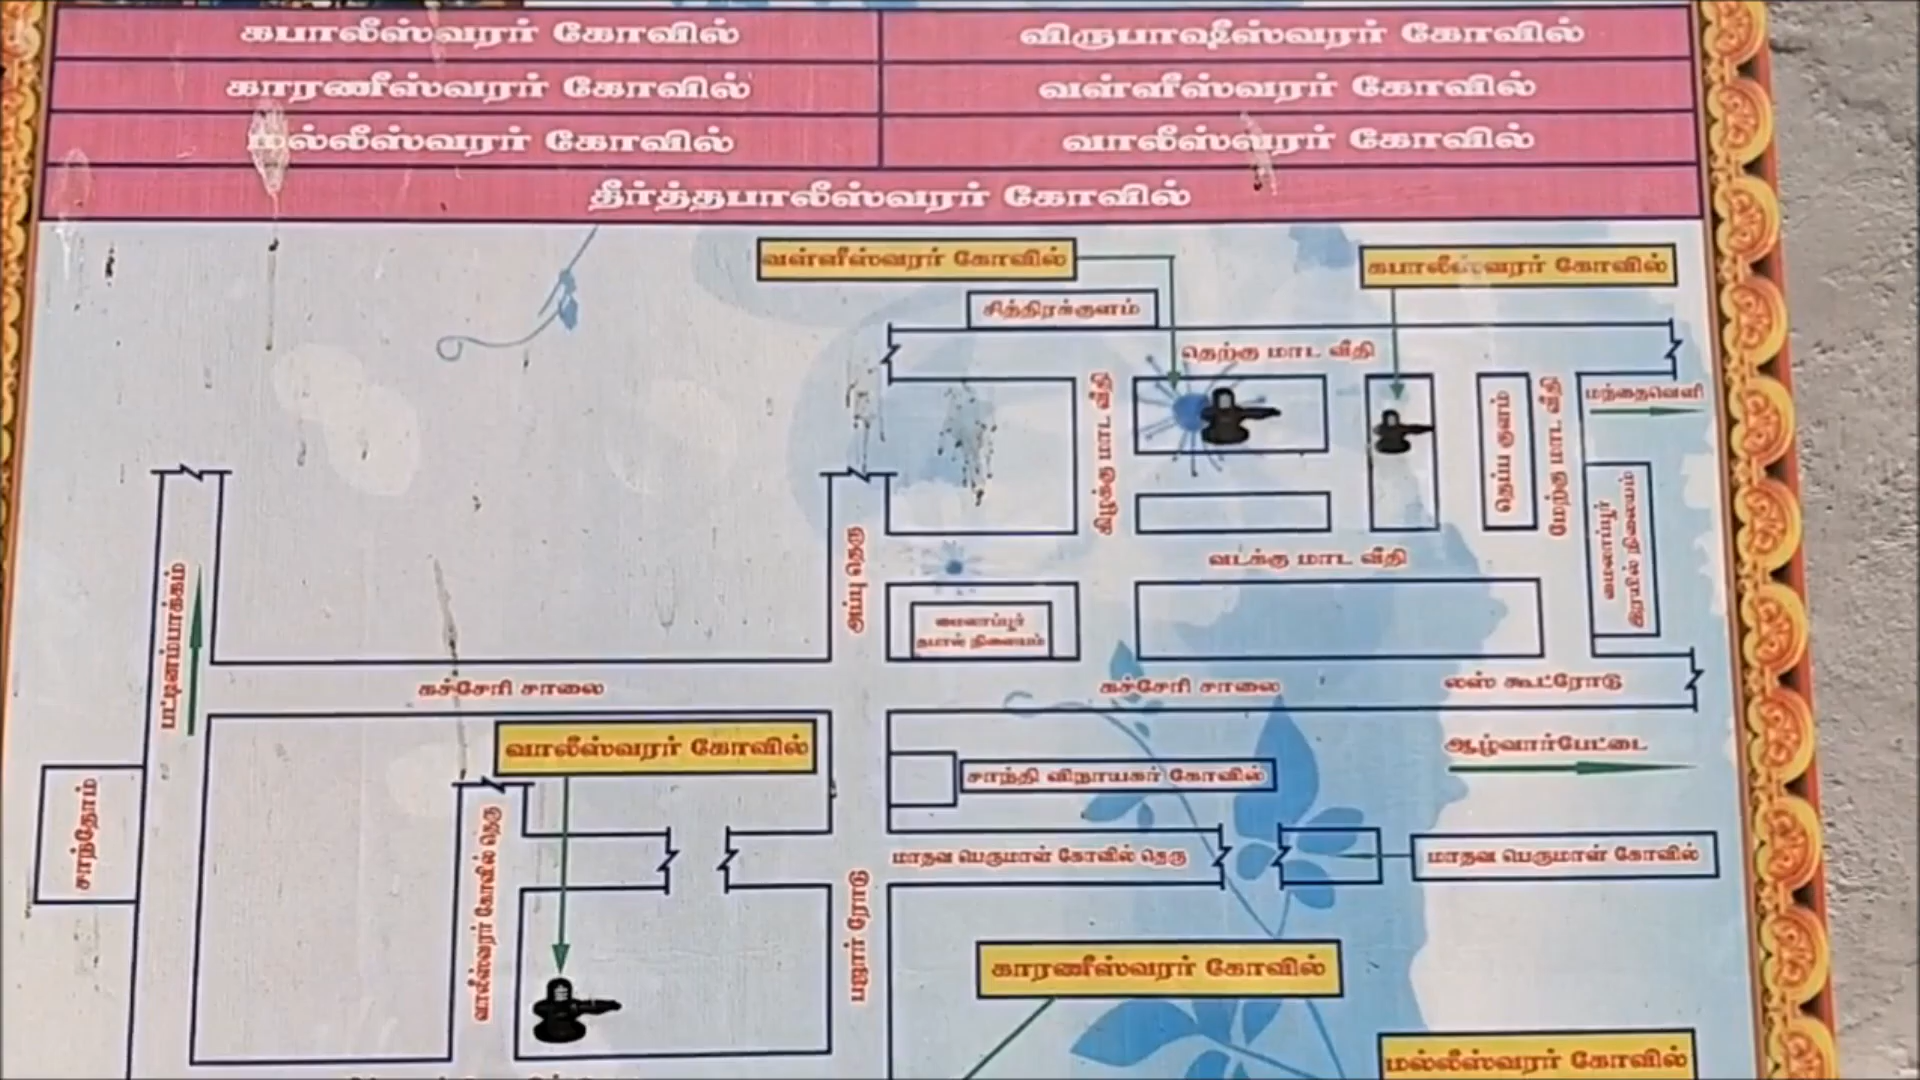 கபாலீஸ்வரர் கோவில்
விருபாஷீஸ்வரர் கோவில்
காரணீஸ்வரர் கோவில்
வள்ளீஸ்வரர் கோவில்
மல்லீஸ்வரர் கோவில்
வாலீஸ்வரர் கோவில்
தீர்த்தபாலீஸ்வரர் கோவில்
வள்ளீஸ்வரர் கோவில்
கபாலீஸ்வரர் கோவில்
சித்திரக்குளம்
தெற்கு மாட வீதி
கிழக்கு மாட வீதி
தெப்ப குளம்
மேற்கு மாட வீதி
மந்தைவெளி
மைலாப்பூர்
இரயில் நிலையம்
வடக்கு மாட வீதி
அப்பு தெரு
மைலாப்பூர்
தபால் நிலையம்
பட்டினம்பாக்கம்
கச்சேரி சாலை
கச்சேரி சாலை
லஸ் கூட்ரோடு
வாலீஸ்வரர் கோவில்
ஆழ்வார்பேட்டை
சாந்தி விநாயகர் கோவில்
சாந்தோம்
வாலீஸ்வரர் கோவில் தெரு
மாதவ பெருமாள் கோவில் தெரு
மாதவ பெருமாள் கோவில்
பஜார் ரோடு
காரணீஸ்வரர் கோவில்
மல்லீஸ்வரர் கோவில்